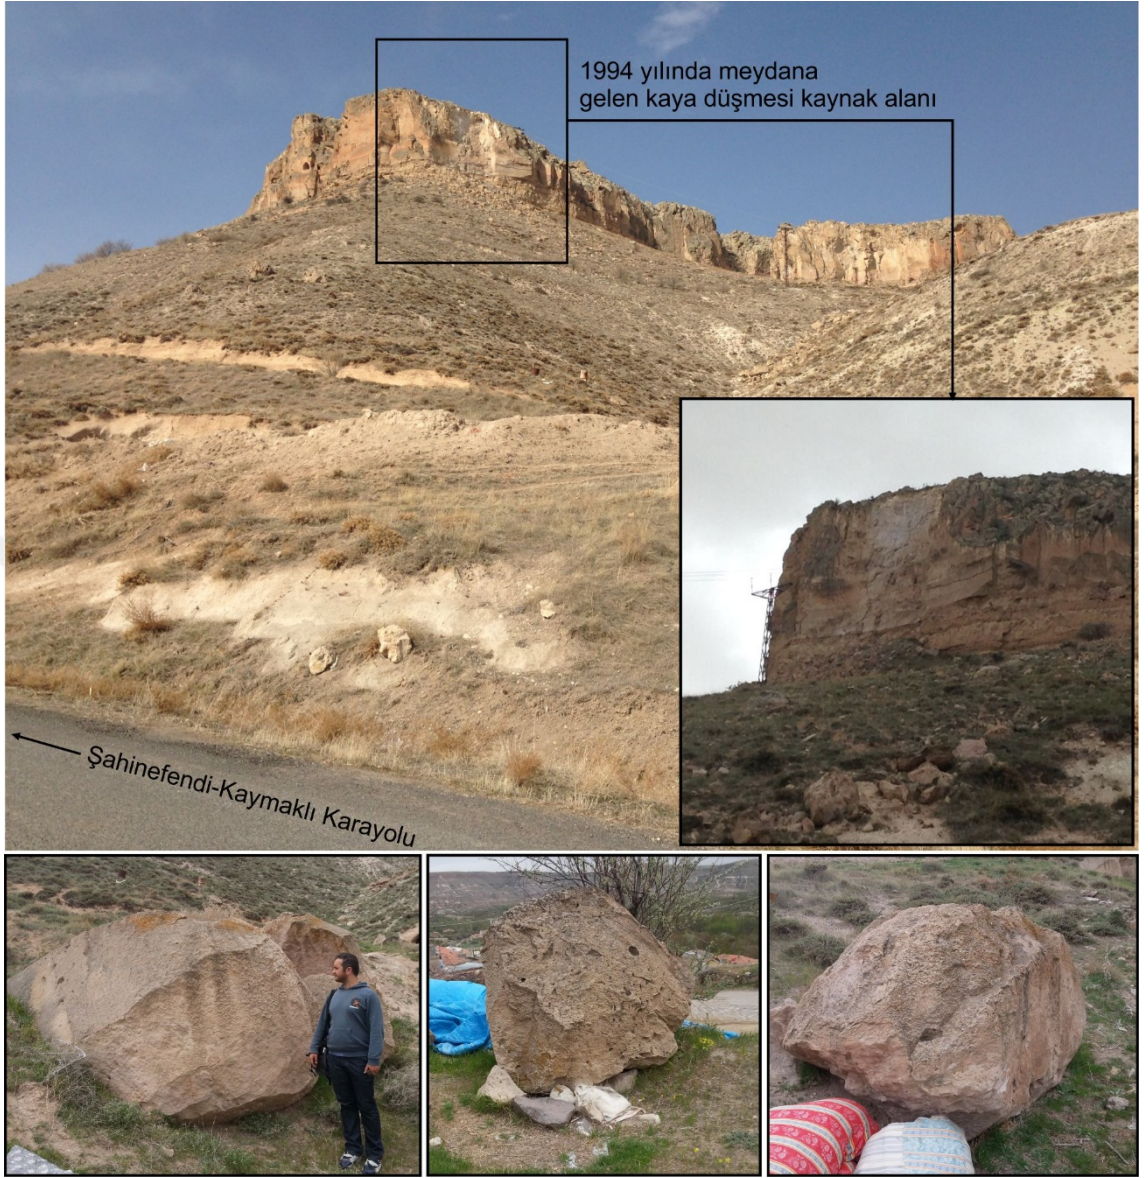 1994 yılında meydana
gelen kaya düşmesi kaynak alanı
Şahinefendi-Kaymaklı Karayolu